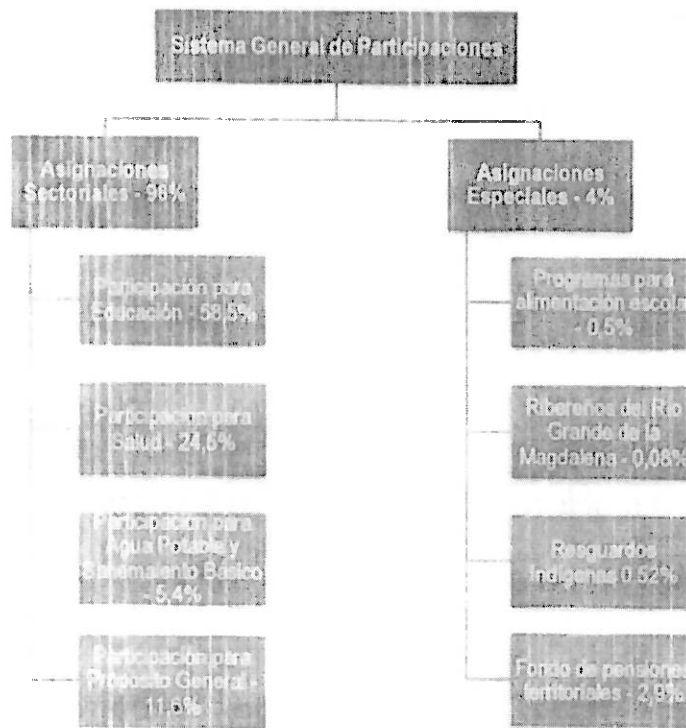 Sistema General de Participaciones
Asignaciones
Sectoriales - 96%
Asignaciones
Especiales - 4%
Participación para
Educación - 58,5%
Participación para
Salud - 24,5%
Participación para
Agua Potable y
Saneamiento Básico
- 5,4%
Participación para
Propósito General -
11,6%
Programas para
alimentación escola
- 0,5%
Ribereños del Río
Grande de la
Magdalena - 0,08%
Resguardos
Indígenas 0.52%
Fondo de pensiones
territoriales - 2,9%